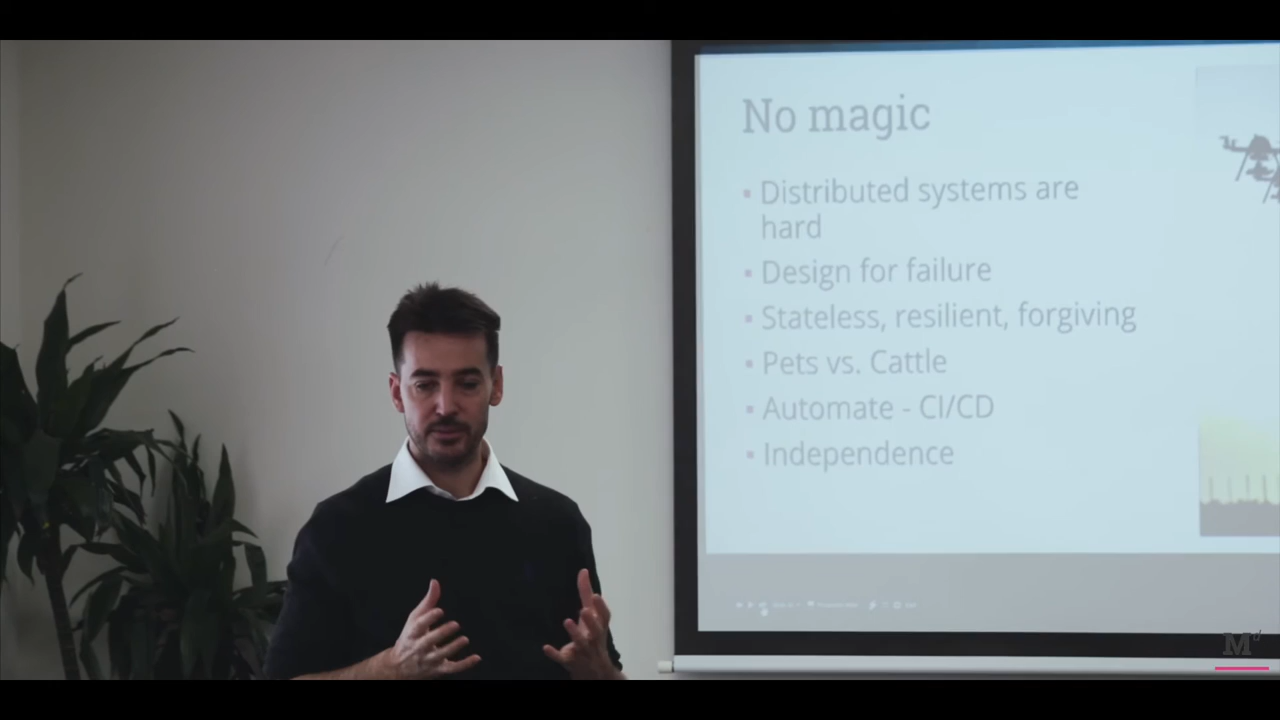 No magic
Distributed systems are
hard
Design for failure
Stateless, resilient, forgiving
Pets vs. Cattle
Automate - CI/CD
Independence
Md